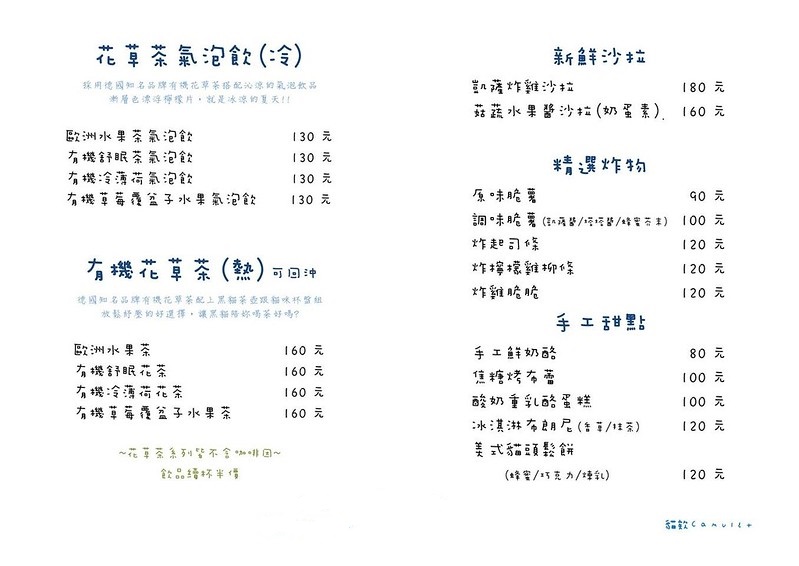 花草茶氣泡飲(冷)
採用德國知名品牌有機花草茶搭配沁涼的氣泡飲品
漸層色漂浮檸檬片，就是冰涼的夏天!!
歐洲水果茶氣泡飲 130 元
有機舒眠茶氣泡飲 130 元
有機冷薄荷氣泡飲 130 元
有機草莓覆盆子水果氣泡飲 130 元
有機花草茶(熱)可回沖
德國知名品牌有機花草茶配上黑貓茶壺跟貓咪杯盤組
放鬆紓壓的好選擇，讓黑貓陪妳喝茶好嗎?
歐洲水果茶 160 元
有機舒眠花茶 160 元
有機冷薄荷花茶 160 元
有機草莓覆盆子水果茶 160 元
~花草茶系列皆不含咖啡因~
飲品續杯半價
新鮮沙拉
凱薩炸雞沙拉 180 元
菇蔬水果醬沙拉(奶蛋素). 160 元
精選炸物
原味脆薯 90 元
調味脆薯(凱薩醬/塔塔醬/蜂蜜芥末) 100 元
炸起司條 120 元
炸檸檬雞柳條 120 元
炸雞脆脆 120 元
手工甜點
手工鮮奶酪 80 元
焦糖烤布蕾 100 元
酸奶重乳酪蛋糕 100 元
冰淇淋布朗尼(香草/抹茶) 120 元
美式貓頭鬆餅
(蜂蜜/巧克力/煉乳) 120 元